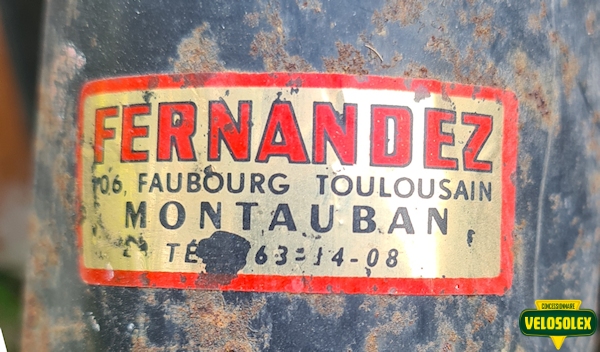 FERNANDEZ
106, FAUBOURG TOULOUSAIN
MONTAUBAN
63-14-08
CONCESSIONNAIRE
VELOSOLEX